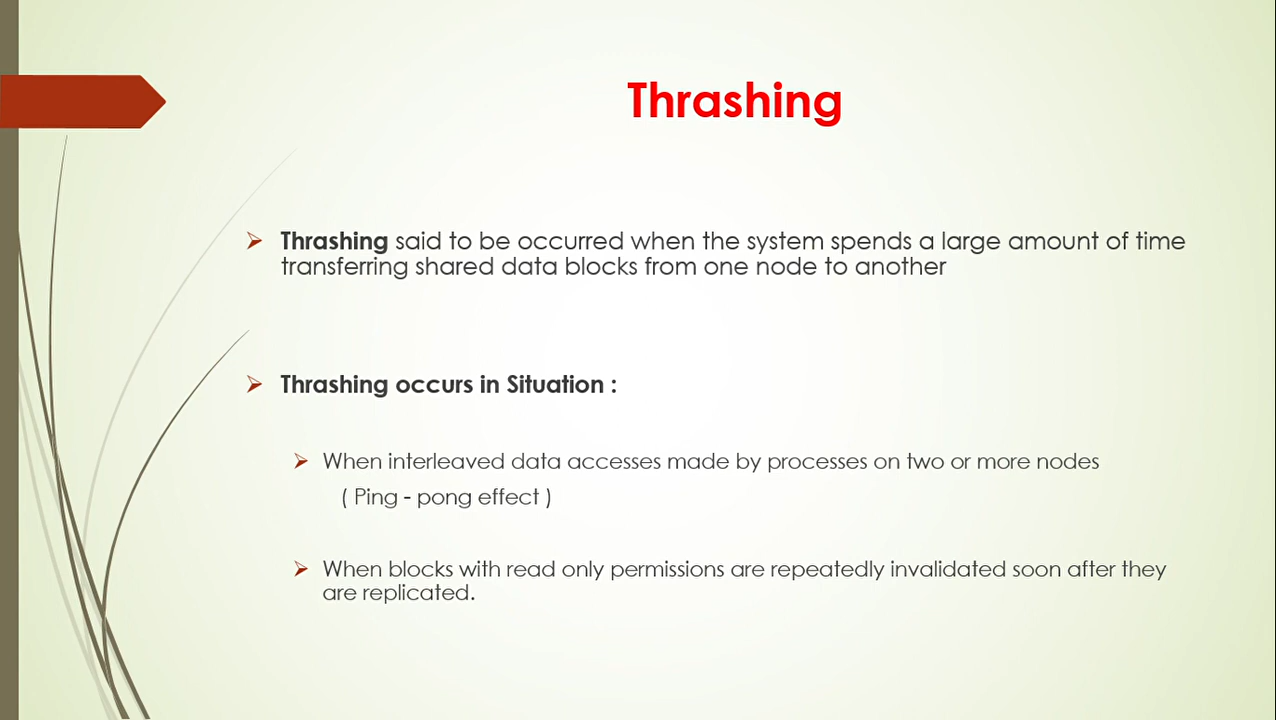 Thrashing
Thrashing said to be occurred when the system spends a large amount of time
transferring shared data blocks from one node to another
Thrashing occurs in Situation :
When interleaved data accesses made by processes on two or more nodes
( Ping - pong effect )
When blocks with read only permissions are repeatedly invalidated soon after they
are replicated.